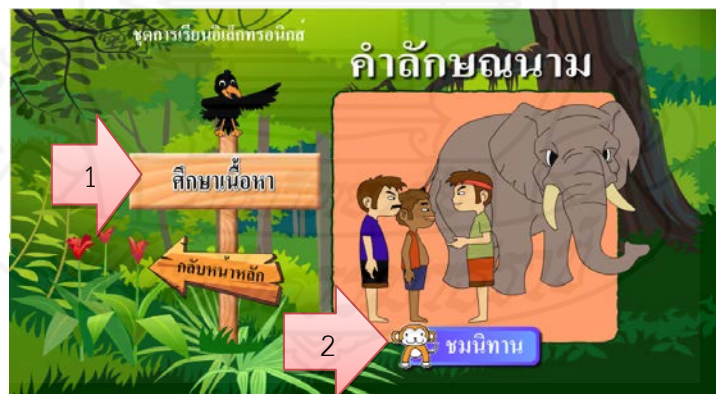 ชุดการเรียนอิเล็กทรอนิกส์
คำลักษณนาม
1
ศึกษาเนื้อหา
กลับหน้าหลัก
2
ชมนิทาน